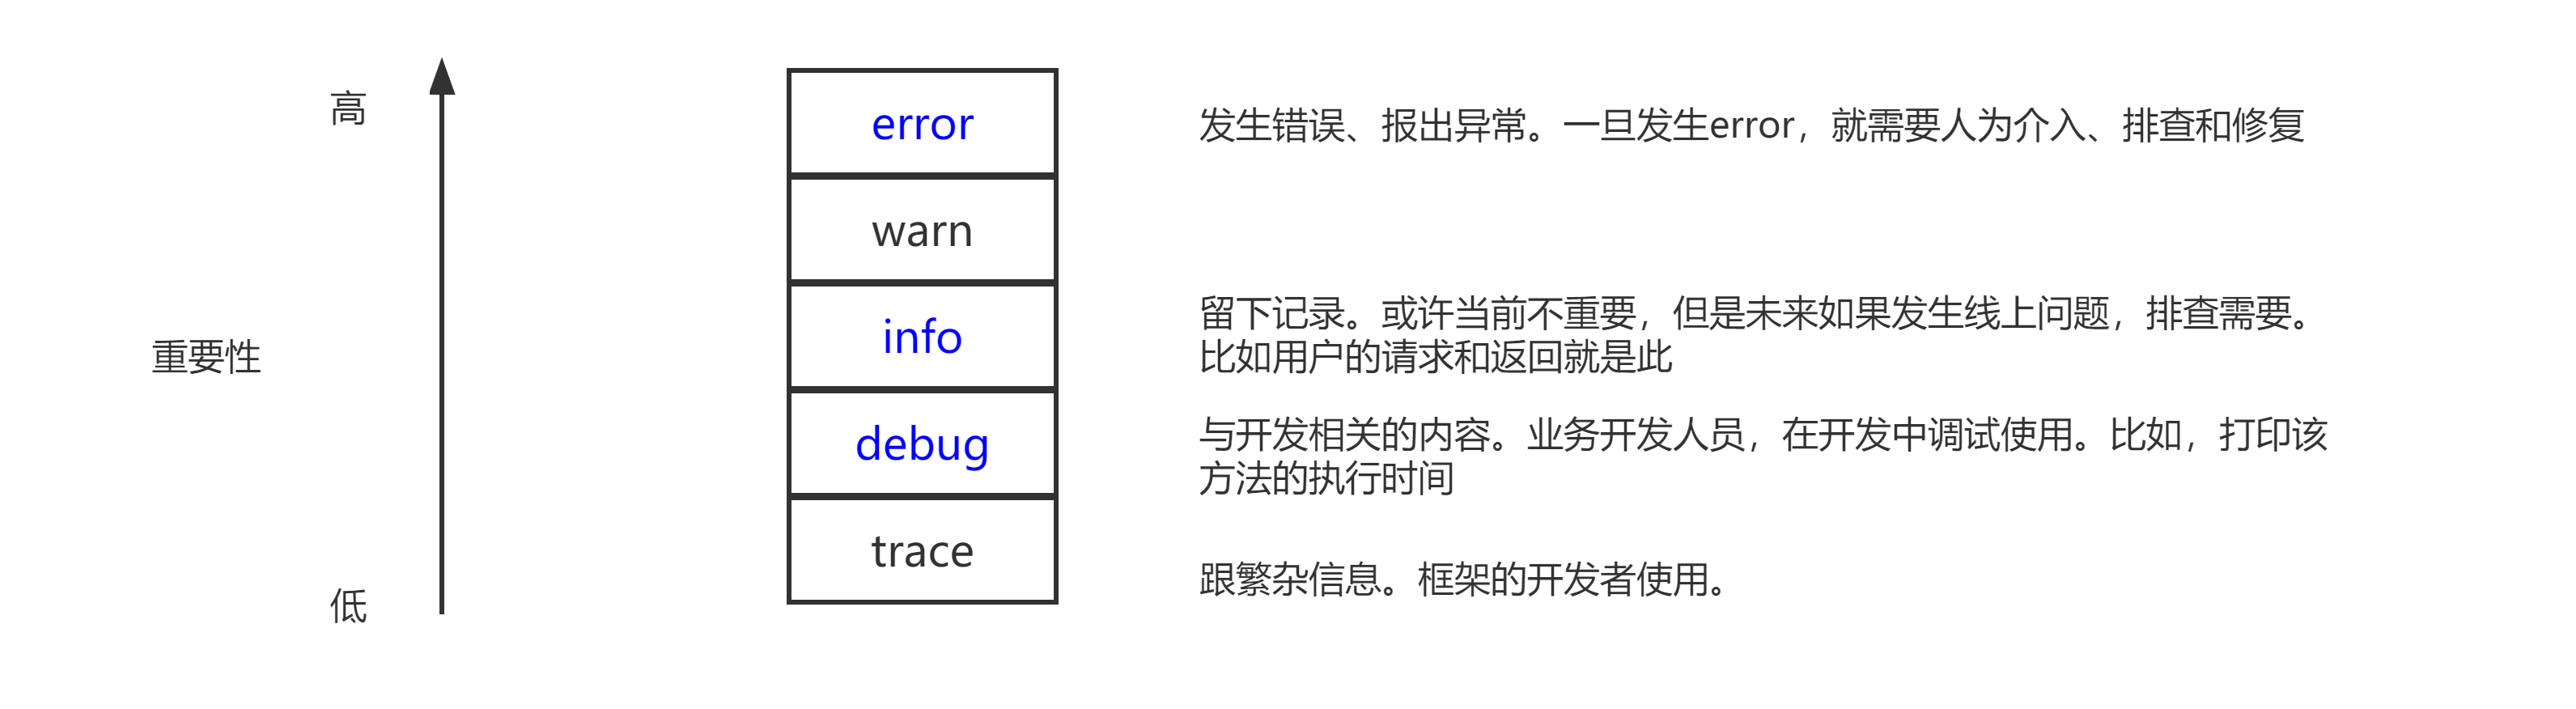 高
error
发生错误、报出异常。一旦发生error，就需要人为介入、排查和修复
warn
重要性
info
留下记录。或许当前不重要，但是未来如果发生线上问题，排查需要。
比如用户的请求和返回就是此
debug
与开发相关的内容。业务开发人员，在开发中调试使用。比如，打印该
方法的执行时间
trace
跟繁杂信息。框架的开发者使用。
低